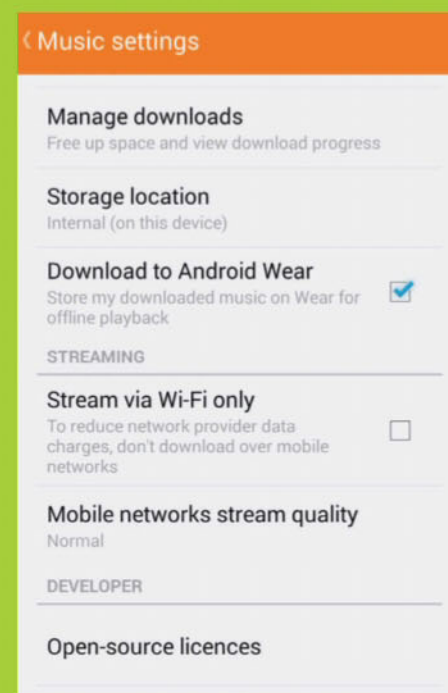 Music settings
Manage downloads
Free up space and view download progress
Storage location
Internal (on this device)
Download to Android Wear
Store my downloaded music on Wear for
offline playback
STREAMING
Stream via Wi-Fi only
To reduce network provider data
charges, don't download over mobile
networks
Mobile networks stream quality
Normal
DEVELOPER
Open-source licences